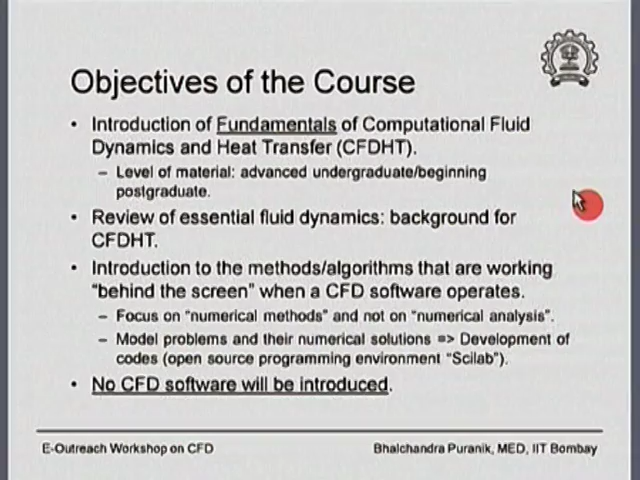 Objectives of the Course
• Introduction of Fundamentals of Computational Fluid
Dynamics and Heat Transfer (CFDHT).
– Level of material: advanced undergraduate/beginning
postgraduate.
• Review of essential fluid dynamics: background for
CFDHT.
• Introduction to the methods/algorithms that are working
“behind the screen” when a CFD software operates.
– Focus on “numerical methods” and not on “numerical analysis”.
– Model problems and their numerical solutions => Development of
codes (open source programming environment “Scilab”).
• No CFD software will be introduced.
E-Outreach Workshop on CFD
Bhalchandra Puranik, MED, IIT Bombay